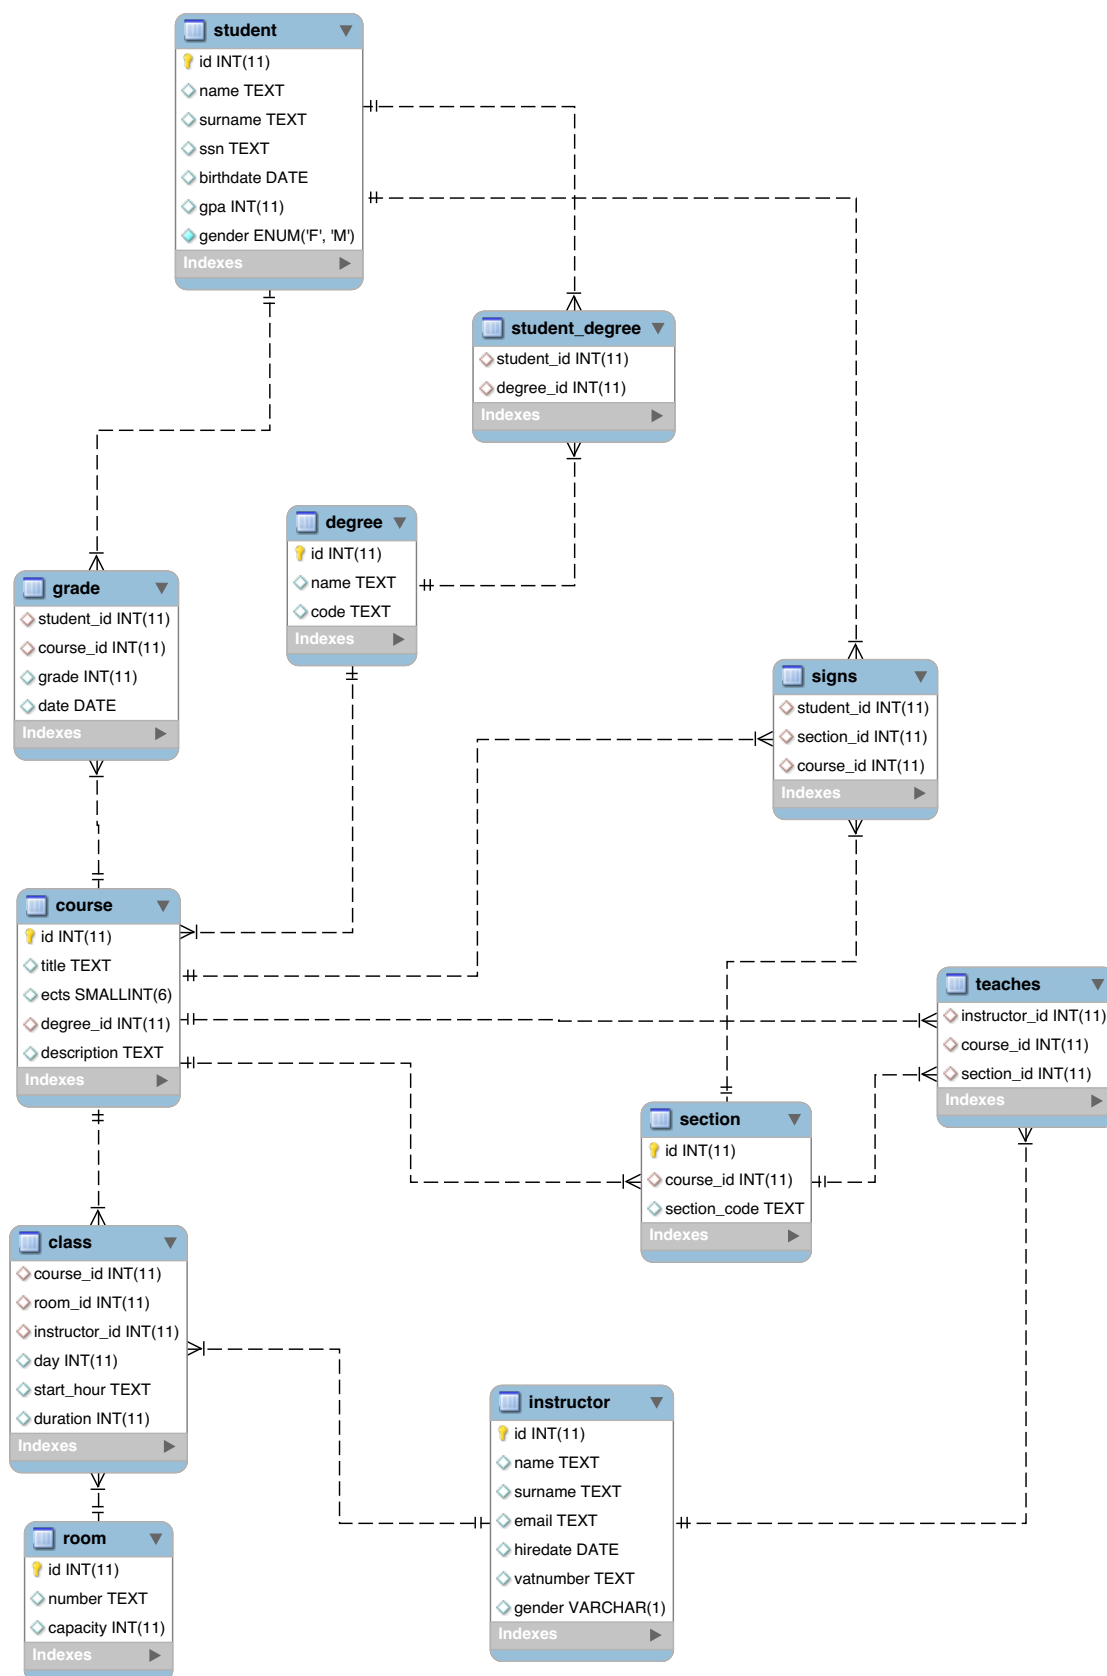 student
id INT(11)
name TEXT
surname TEXT
ssn TEXT
birthdate DATE
gpa INT(11)
gender ENUM('F', 'M')
Indexes
student_degree
student_id INT(11)
degree_id INT(11)
Indexes
degree
id INT(11)
name TEXT
code TEXT
Indexes
grade
student_id INT(11)
course_id INT(11)
grade INT(11)
date DATE
Indexes
signs
student_id INT(11)
section_id INT(11)
course_id INT(11)
Indexes
course
id INT(11)
title TEXT
ects SMALLINT(6)
degree_id INT(11)
description TEXT
Indexes
teaches
instructor_id INT(11)
course_id INT(11)
section_id INT(11)
Indexes
section
id INT(11)
course_id INT(11)
section_code TEXT
Indexes
class
course_id INT(11)
room_id INT(11)
instructor_id INT(11)
day INT(11)
start_hour TEXT
duration INT(11)
Indexes
instructor
id INT(11)
name TEXT
surname TEXT
email TEXT
hiredate DATE
vatnumber TEXT
gender VARCHAR(1)
Indexes
room
id INT(11)
number TEXT
capacity INT(11)
Indexes